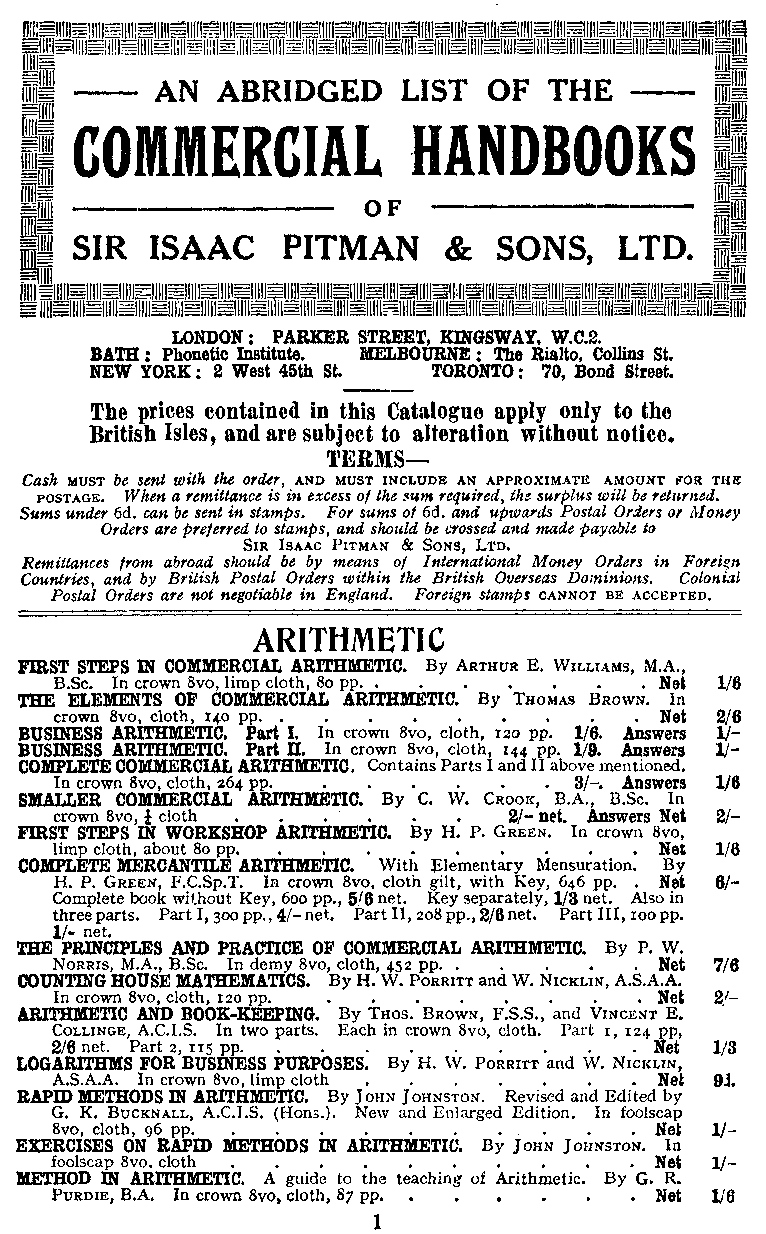 AN ABRIDGED LIST OF THE
COMMERCIAL HANDBOOKS
OF
SIR ISAAC PITMAN & SONS, LTD.
LONDON: PARKER STREET, KINGSWAY, W.C.2.
BATH: Phonetic Institute. MELBOURNE: The Rialto, Collins St.
NEW YORK: 2 West 45th St. TORONTO: 70, Bond Street.
The prices contained in this Catalogue apply only to the
British Isles, and are subject to alteration without notice.
TERMS—
Cash MUST be sent with the order, AND MUST INCLUDE AN APPROXIMATE AMOUNT FOR THE
POSTAGE. When a remittance is in excess of the sum required, the surplus will be returned.
Sums under 6d. can be sent in stamps. For sums of 6d. and upwards Postal Orders or Money
Orders are preferred to stamps, and should be crossed and made payable to
SIR ISAAC PITMAN & SONS, LTD.
Remittances from abroad should be by means of International Money Orders in Foreign
Countries, and by British Postal Orders within the British Overseas Dominions. Colonial
Postal Orders are not negotiable in England. Foreign stamps CANNOT BE ACCEPTED.
ARITHMETIC
FIRST STEPS IN COMMERCIAL ARITHMETIC. By ARTHUR E. WILLIAMS, M.A.,
B.Sc. In crown 8vo, limp cloth, 80 pp. . . . . . . . Net 1/6
THE ELEMENTS OF COMMERCIAL ARITHMETIC. By THOMAS BROWN. In
crown 8vo, cloth, 140 pp. . . . . . . . . . Net 2/6
BUSINESS ARITHMETIC. Part I. In crown 8vo, cloth, 120 pp. 1/6. Answers 1/-
BUSINESS ARITHMETIC. Part II. In crown 8vo, cloth, 144 pp. 1/9. Answers 1/-
COMPLETE COMMERCIAL ARITHMETIC. Contains Parts I and II above mentioned.
In crown 8vo, cloth, 264 pp. . . . . . . 3/-. Answers 1/6
SMALLER COMMERCIAL ARITHMETIC. By C. W. CROOK, B.A., B.Sc. In
crown 8vo, ¼ cloth . . . . . . 2/- net. Answers Net 2/-
FIRST STEPS IN WORKSHOP ARITHMETIC. By H. P. GREEN. In crown 8vo,
limp cloth, about 80 pp. . . . . . . . . . Net 1/6
COMPLETE MERCANTILE ARITHMETIC. With Elementary Mensuration. By
H. P. GREEN, F.C.Sp.T. In crown 8vo, cloth gilt, with Key, 646 pp. . Net 6/-
Complete book without Key, 600 pp., 5/6 net. Key separately, 1/3 net. Also in
three parts. Part I, 300 pp., 4/- net. Part II, 208 pp., 2/6 net. Part III, 100 pp.
1/- net.
THE PRINCIPLES AND PRACTICE OF COMMERCIAL ARITHMETIC. By P. W.
NORRIS, M.A., B.Sc. In demy 8vo, cloth, 452 pp. . . . . . Net 7/6
COUNTING HOUSE MATHEMATICS. By H. W. PORRITT and W. NICKLIN, A.S.A.A.
In crown 8vo, cloth, 120 pp. . . . . . . . . Net 2/-
ARITHMETIC AND BOOK-KEEPING. By THOS. BROWN, F.S.S., and VINCENT E.
COLLINGE, A.C.I.S. In two parts. Each in crown 8vo, cloth. Part 1, 124 pp,
2/6 net. Part 2, 115 pp. . . . . . . . . . Net 1/3
LOGARITHMS FOR BUSINESS PURPOSES. By H. W. PORRITT and W. NICKLIN,
A.S.A.A. In crown 8vo, limp cloth . . . . . . . Net 9d.
RAPID METHODS IN ARITHMETIC. By JOHN JOHNSTON. Revised and Edited by
G. K. BUCKNALL, A.C.I.S. (Hons.). New and Enlarged Edition. In foolscap
8vo, cloth, 96 pp. . . . . . . . . . . Net 1/-
EXERCISES ON RAPID METHODS IN ARITHMETIC. By JOHN JOHNSTON. In
foolscap 8vo, cloth . . . . . . . . . . Net 1/-
METHOD IN ARITHMETIC. A guide to the teaching of Arithmetic. By G. R.
PURDIE, B.A. In crown 8vo, cloth, 87 pp. . . . . . . Net 1/6
1